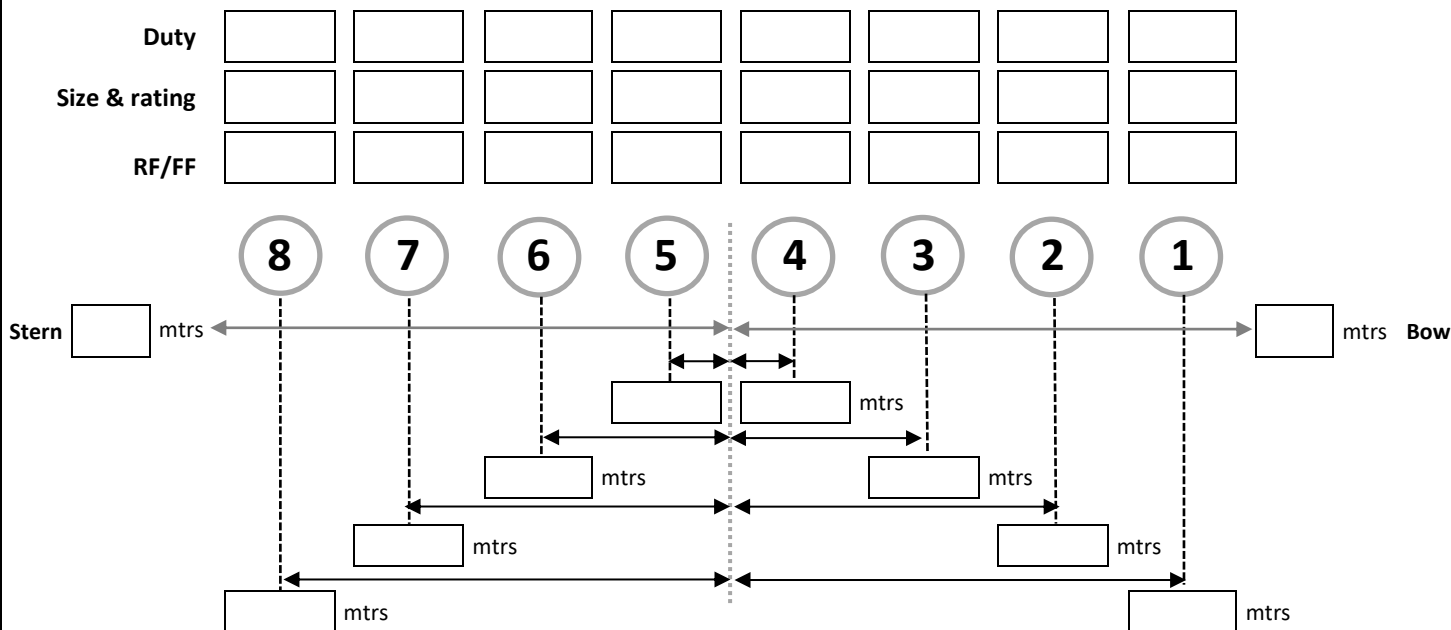 Duty
Size & rating
RF/FF
8 7 6 5 4 3 2 1
Stern mtrs mtrs Bow
mtrs
mtrs mtrs
mtrs mtrs
mtrs mtrs